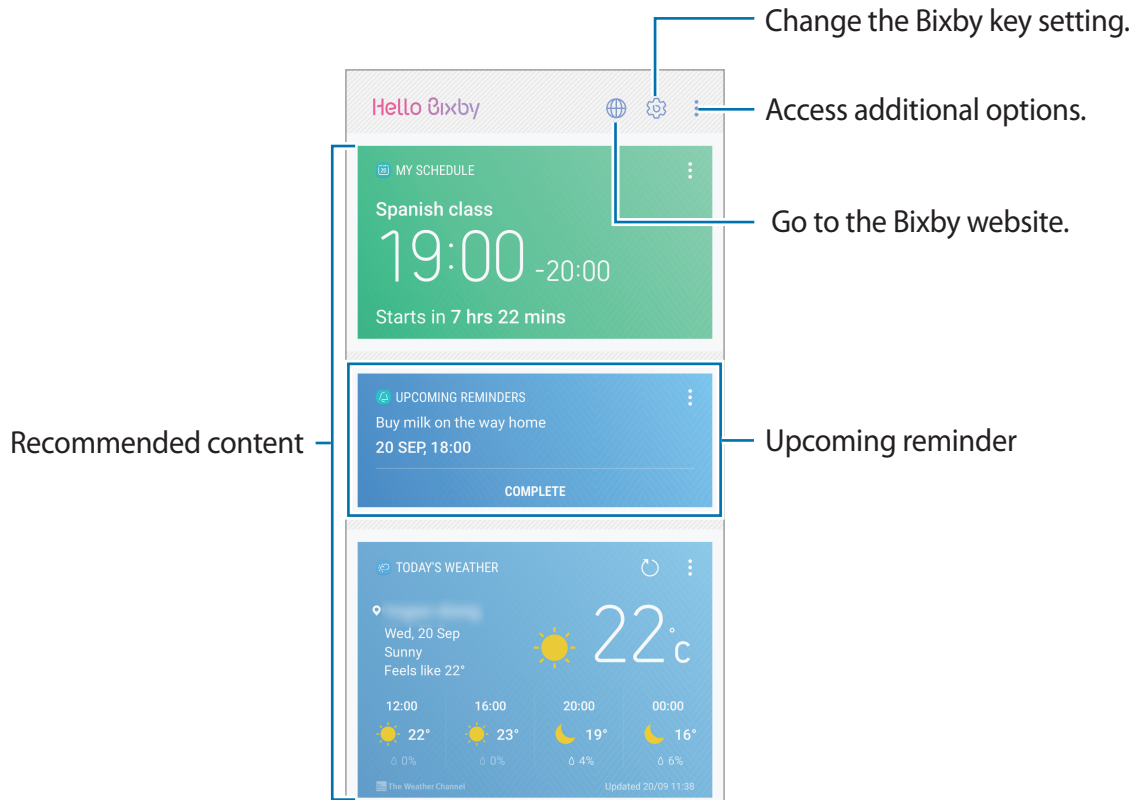 Change the Bixby key setting.
Hello Bixby
Access additional options.
MY SCHEDULE
Spanish class
19:00 -20:00
Starts in 7 hrs 22 mins
Go to the Bixby website.
Recommended content
UPCOMING REMINDERS
Buy milk on the way home
20 SEP, 18:00
COMPLETE
Upcoming reminder
TODAY'S WEATHER
Wed, 20 Sep
Sunny
Feels like 22°
22°c
12:00 16:00 20:00 00:00
22° 23° 19° 16°
0% 0% 4% 6%
The Weather Channel Updated 20/09 11:38